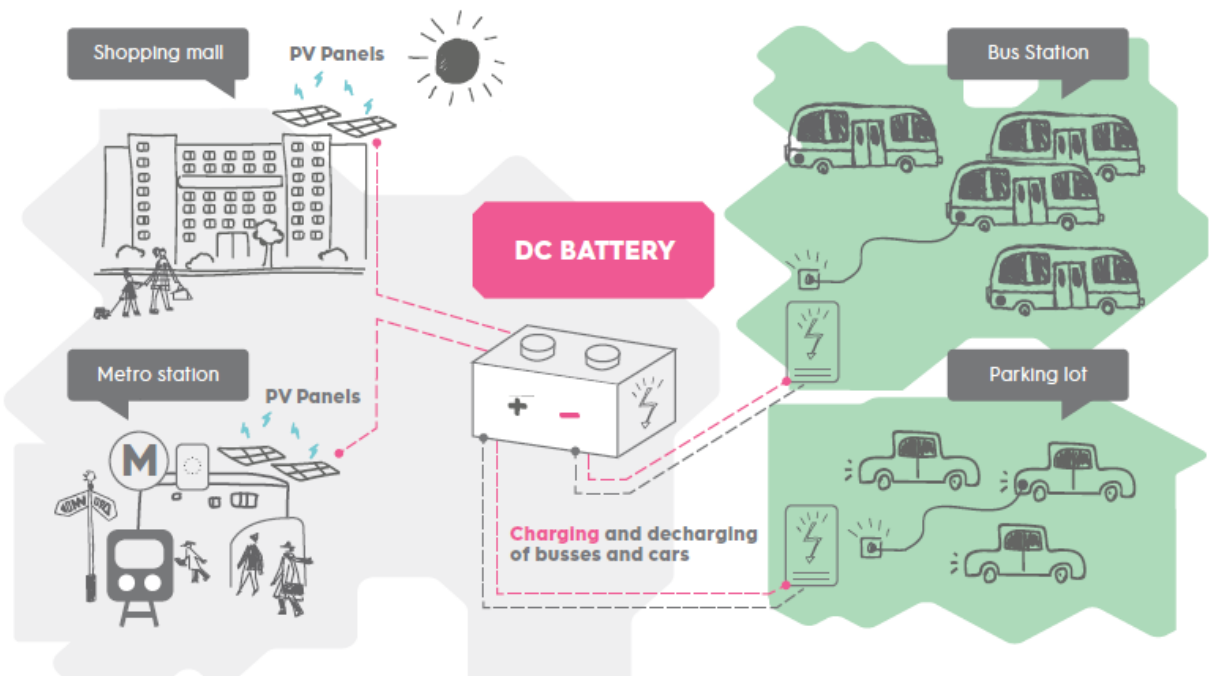 Shopping mall
PV Panels
Bus Station
DC BATTERY
Metro station
PV Panels
Parking lot
M
+ -
Charging and decharging
of busses and cars